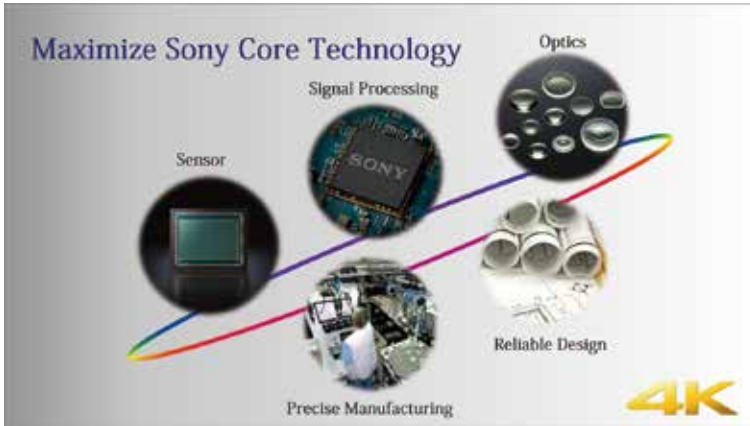 Maximize Sony Core Technology
Optics
Signal Processing
Sensor
SONY
Reliable Design
Precise Manufacturing
4K